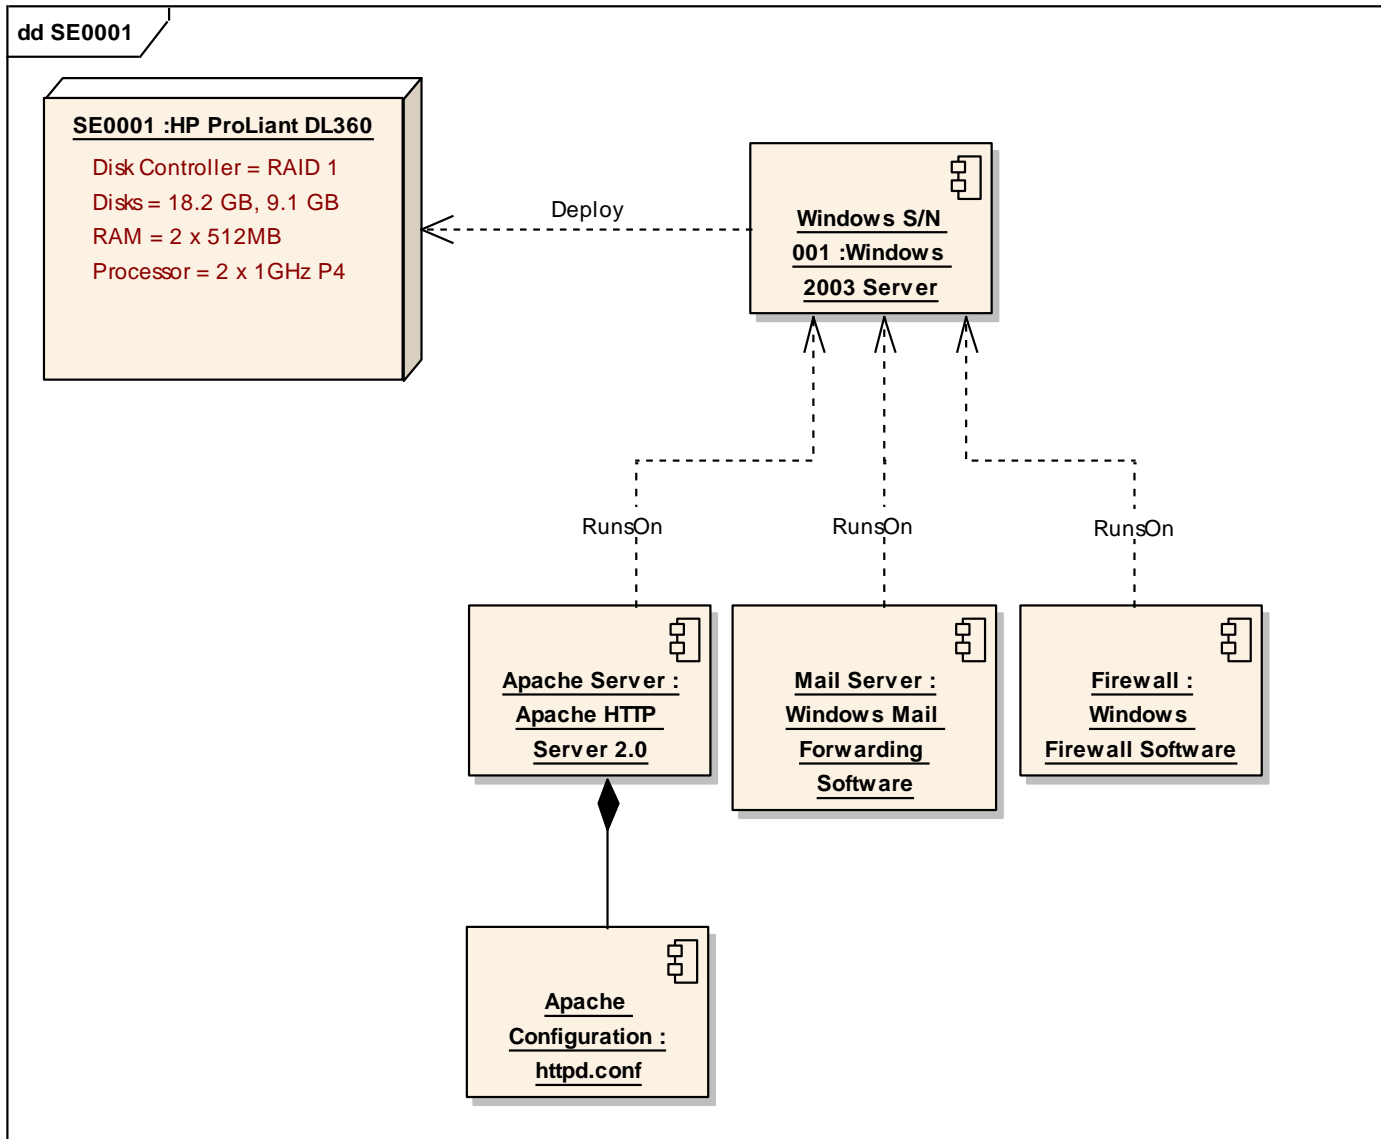 dd SE0001
SE0001 :HP ProLiant DL360
Disk Controller = RAID 1
Disks = 18.2 GB, 9.1 GB
RAM = 2 x 512MB
Processor = 2 x 1GHz P4
Deploy
Windows S/N
001 :Windows
2003 Server
RunsOn
RunsOn
RunsOn
Apache Server :
Apache HTTP
Server 2.0
Mail Server :
Windows Mail
Forwarding
Software
Firewall :
Windows
Firewall Software
Apache
Configuration :
httpd.conf